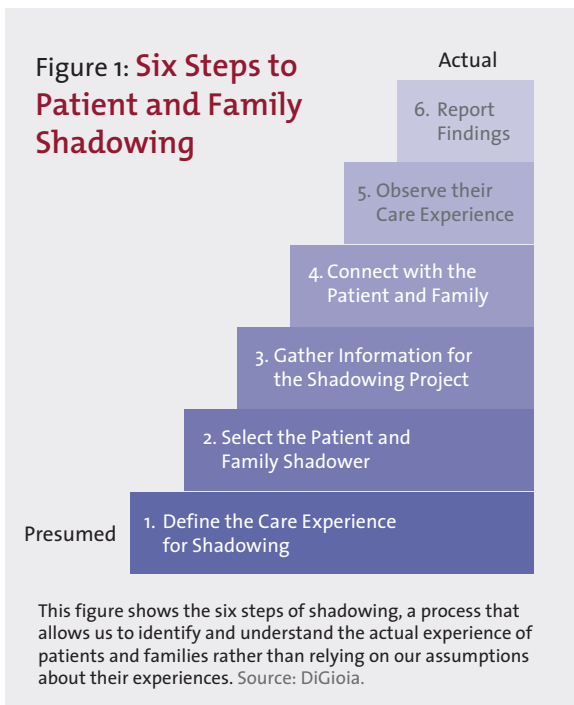 Figure 1: Six Steps to
Patient and Family
Shadowing
Actual
6. Report
Findings
5. Observe their
Care Experience
4. Connect with the
Patient and Family
3. Gather Information for
the Shadowing Project
2. Select the Patient and
Family Shadower
Presumed
1. Define the Care Experience
for Shadowing
This figure shows the six steps of shadowing, a process that
allows us to identify and understand the actual experience of
patients and families rather than relying on our assumptions
about their experiences. Source: DiGioia.